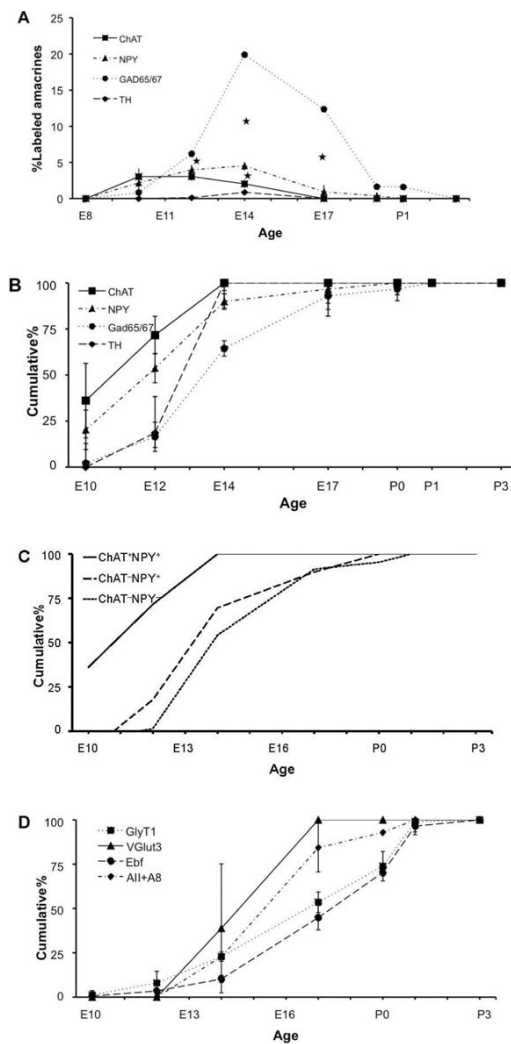 A
%Labeled amacrines
25
20
15
10
5
0
ChAT
NPY
GAD65/67
TH
E8 E11 E14 E17 P1
Age
B
Cumulative%
100
75
50
25
0
ChAT
NPY
Gad65/67
TH
E10 E12 E14 E17 P0 P1 P3
Age
C
Cumulative%
100
75
50
25
0
ChAT⁺NPY⁺
ChAT⁻NPY⁺
ChAT⁻NPY⁻
E10 E13 E16 P0 P3
Age
D
Cumulative%
100
75
50
25
0
GlyT1
VGlut3
Ebf
AII+A8
E10 E13 E16 P0 P3
Age